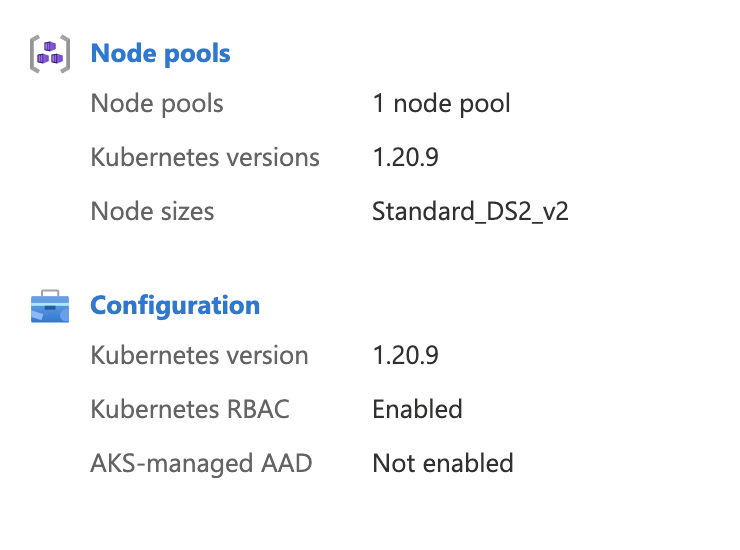 Node pools
Node pools 1 node pool
Kubernetes versions 1.20.9
Node sizes Standard_DS2_v2
Configuration
Kubernetes version 1.20.9
Kubernetes RBAC Enabled
AKS-managed AAD Not enabled